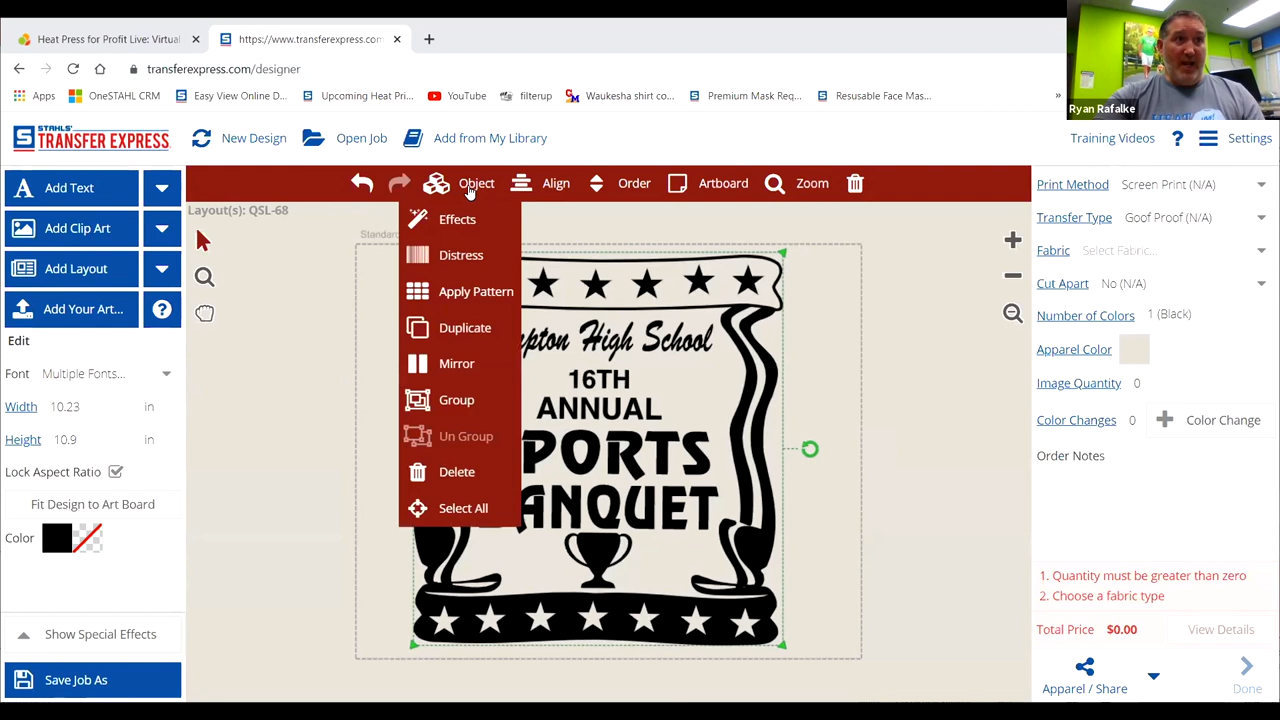 Heat Press for Profit Live: Virtual
https://www.transferexpress.com
transferexpress.com/designer
Apps
OneSTAHL CRM
Easy View Online D...
Upcoming Heat Pri...
YouTube
filterup
Waukesha shirt co...
Premium Mask Req...
Resusable Face Mas...
»
Ryan Rafalke
STAHLS'
TRANSFER EXPRESS
New Design
Open Job
Add from My Library
Training Videos
?
Settings
Add Text
Add Clip Art
Add Layout
Add Your Art...
?
Edit
Font Multiple Fonts...
Width 10.23 in
Height 10.9 in
Lock Aspect Ratio
Fit Design to Art Board
Color
Show Special Effects
Save Job As
Object
Align
Order
Artboard
Zoom
Layout(s): QSL-68
Standard
Effects
Distress
Apply Pattern
Duplicate
Mirror
Group
Un Group
Delete
Select All
pton High School
16TH
ANNUAL
PORTS
ANQUET
Print Method Screen Print (N/A)
Transfer Type Goof Proof (N/A)
Fabric Select Fabric...
Cut Apart No (N/A)
Number of Colors 1 (Black)
Apparel Color
Image Quantity 0
Color Changes 0 Color Change
Order Notes
1. Quantity must be greater than zero
2. Choose a fabric type
Total Price $0.00 View Details
Apparel / Share
Done